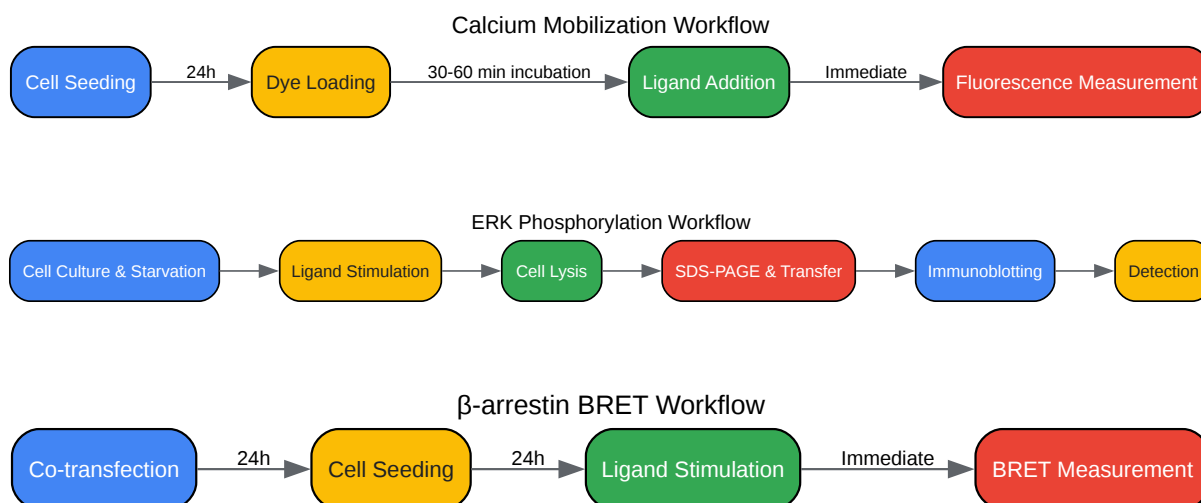 Calcium Mobilization Workflow
Cell Seeding
24h
Dye Loading
30-60 min incubation
Ligand Addition
Immediate
Fluorescence Measurement
ERK Phosphorylation Workflow
Cell Culture & Starvation
Ligand Stimulation
Cell Lysis
SDS-PAGE & Transfer
Immunoblotting
Detection
β-arrestin BRET Workflow
Co-transfection
24h
Cell Seeding
24h
Ligand Stimulation
Immediate
BRET Measurement